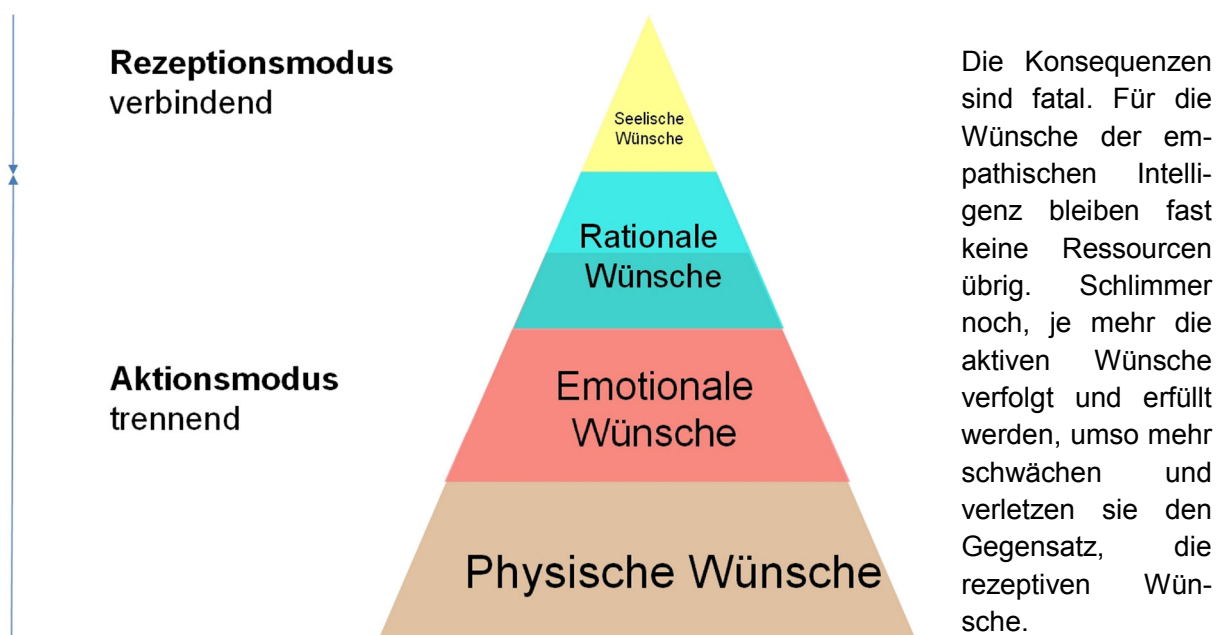 Rezeptionsmodus
verbindend
Seelische
Wünsche
Rationale
Wünsche
Aktionsmodus
trennend
Emotionale
Wünsche
Physische Wünsche
Die Konsequenzen
sind fatal. Für die
Wünsche der em-
pathischen Intelli-
genz bleiben fast
keine Ressourcen
übrig. Schlimmer
noch, je mehr die
aktiven Wünsche
verfolgt und erfüllt
werden, umso mehr
schwächen und
verletzen sie den
Gegensatz, die
rezeptiven Wün-
sche.